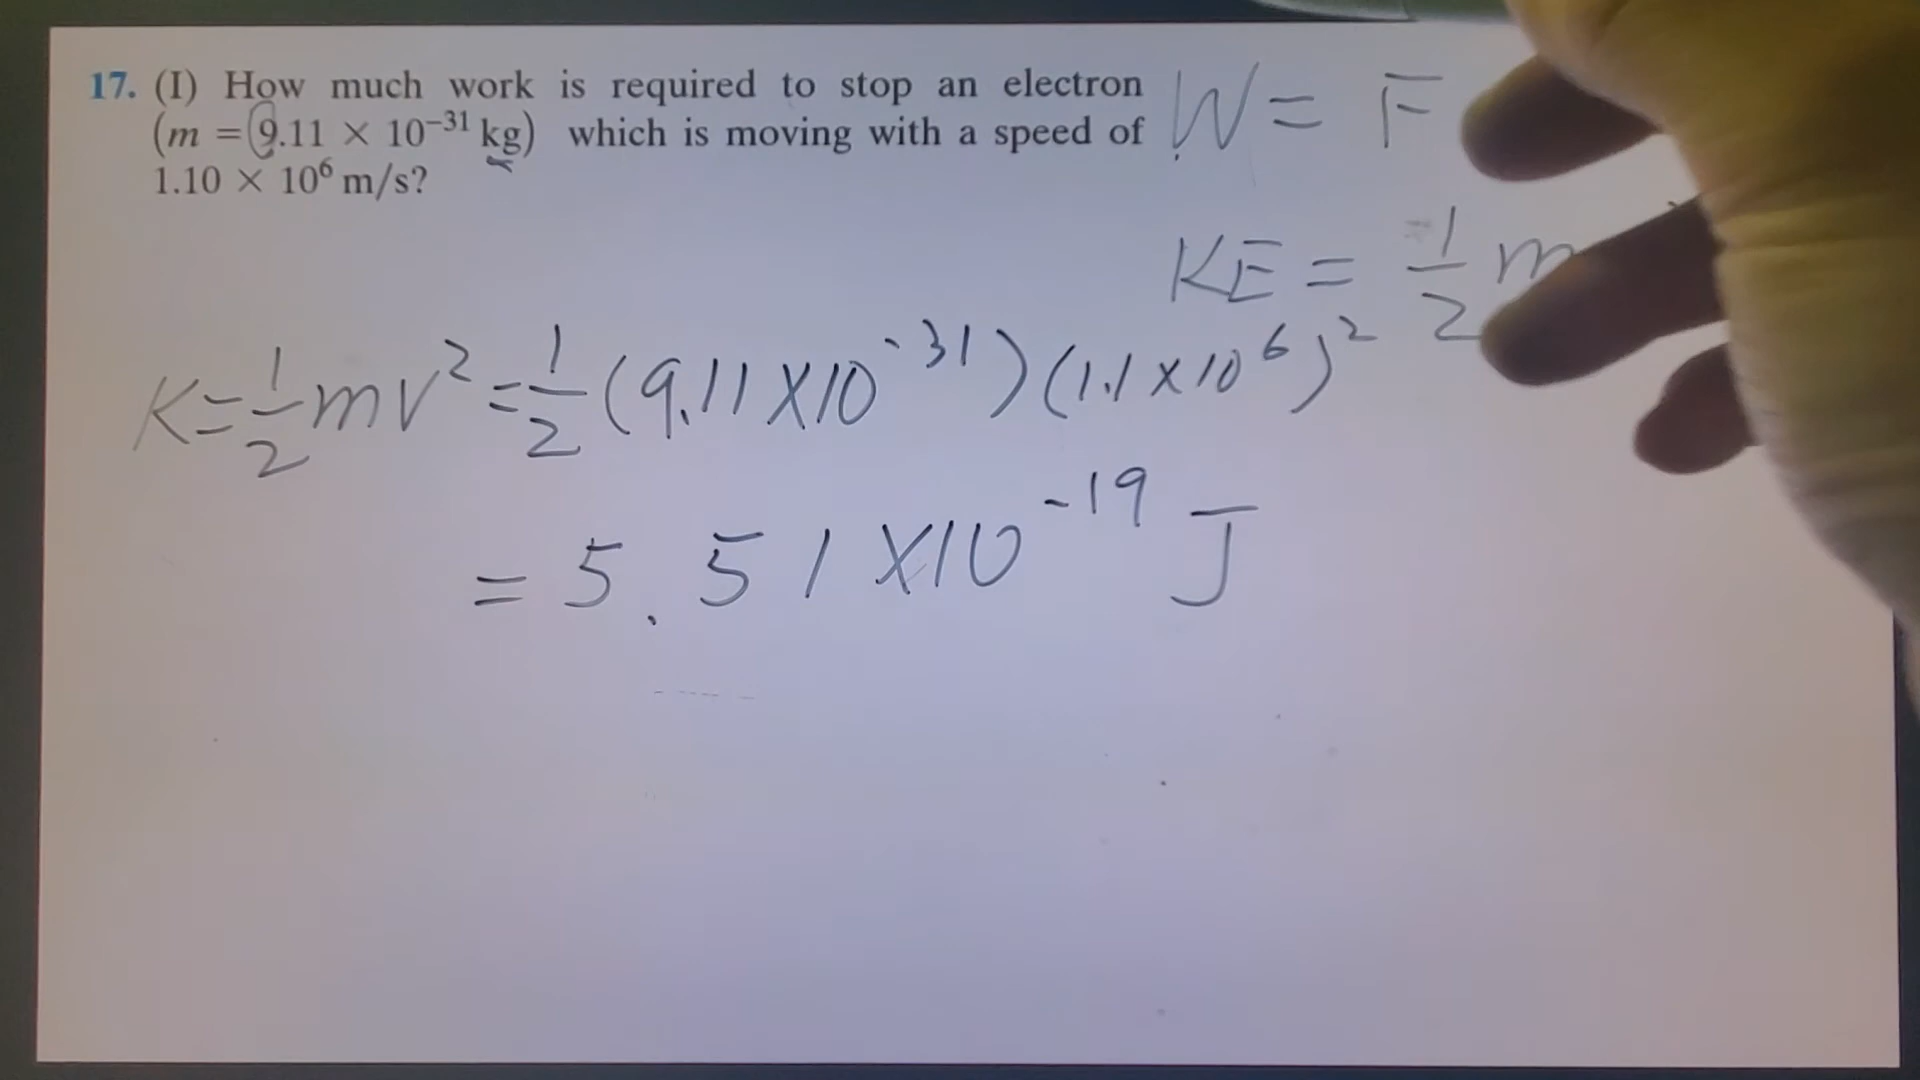 17. (I) How much work is required to stop an electron
(m = 9.11 × 10⁻³¹ kg) which is moving with a speed of
1.10 × 10⁶ m/s?
W = F
KE = 1/2 m
K = 1/2 mv² = 1/2 (9.11 × 10⁻³¹)(1.1 × 10⁶)²
= 5.51 × 10⁻¹⁹ J